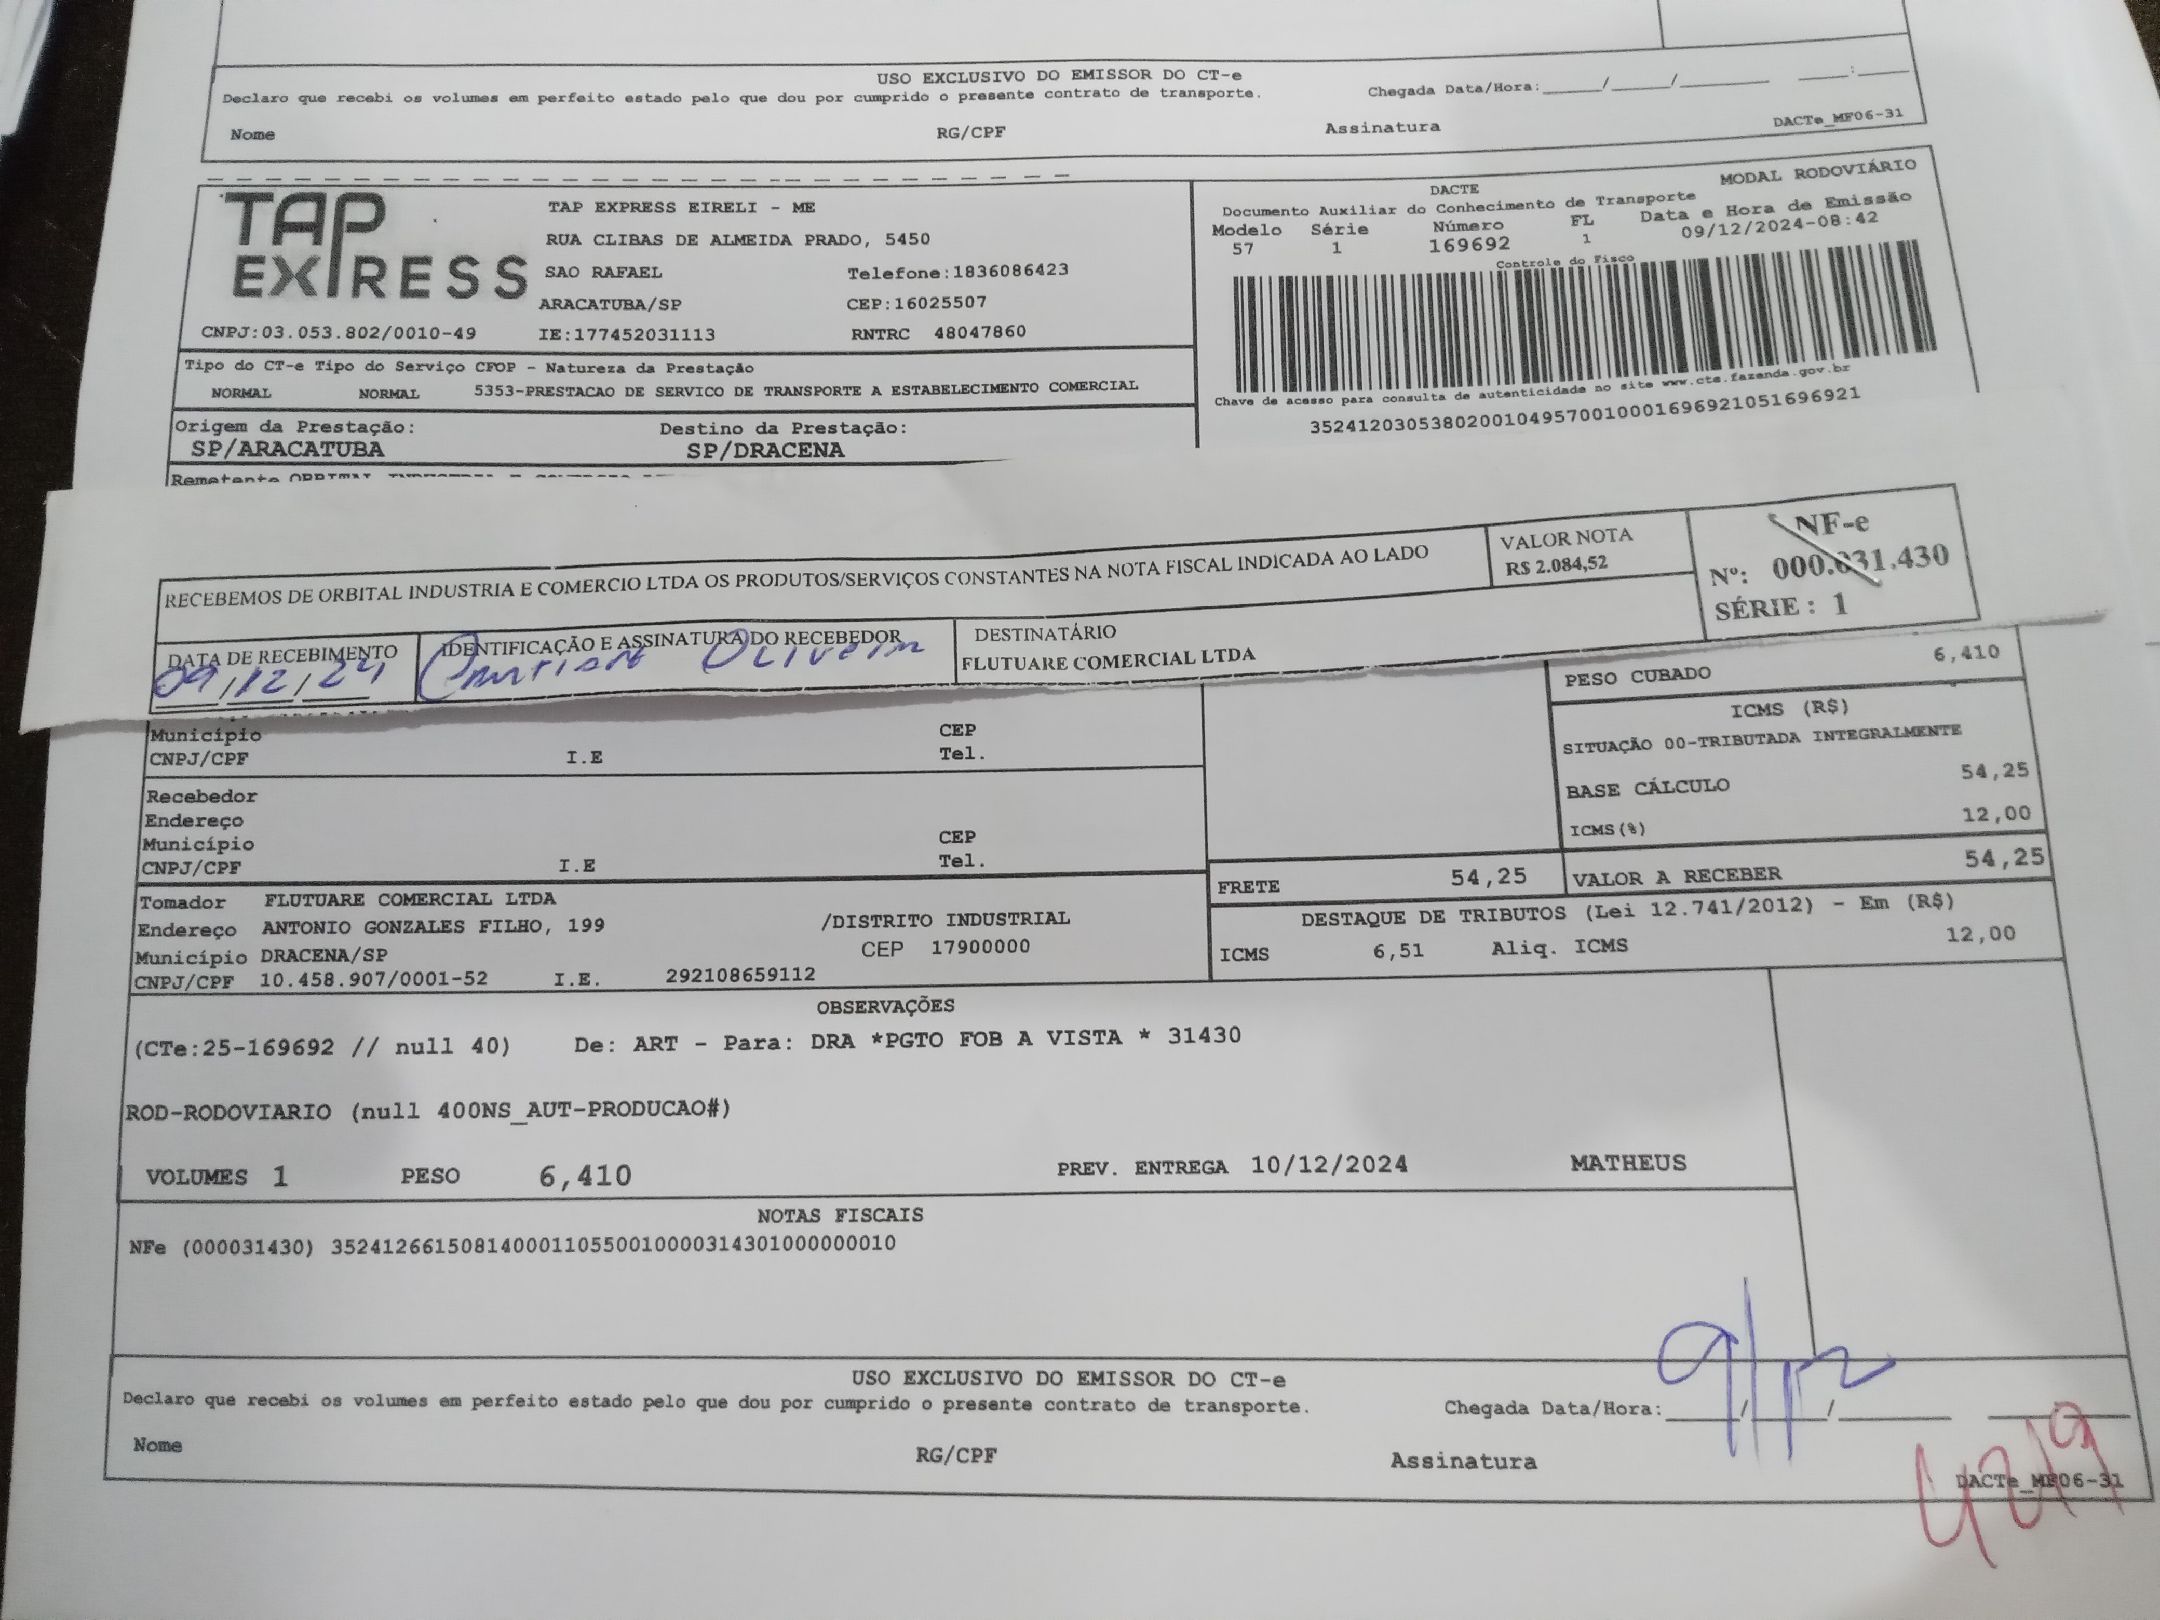 USO EXCLUSIVO DO EMISSOR DO CT-e
Declaro que recebi os volumes em perfeito estado pelo que dou por cumprido o presente contrato de transporte. Chegada Data/Hora:_____/_____/________ _____:_____
Nome RG/CPF Assinatura DACTe_MF06-31
TAP EXPRESS
TAP EXPRESS EIRELI - ME
RUA CLIBAS DE ALMEIDA PRADO, 5450
SAO RAFAEL Telefone:1836086423
ARACATUBA/SP CEP:16025507
CNPJ:03.053.802/0010-49 IE:177452031113 RNTRC 48047860
DACTE MODAL RODOVIÁRIO
Documento Auxiliar do Conhecimento de Transporte
Modelo Série Número FL Data e Hora de Emissão
57 1 169692 1 09/12/2024-08:42
Controle do Fisco
Chave de acesso para consulta de autenticidade no site www.cte.fazenda.gov.br
35241203053802001049570010001696921051696921
Tipo do CT-e Tipo do Serviço CFOP - Natureza da Prestação
NORMAL NORMAL 5353-PRESTACAO DE SERVICO DE TRANSPORTE A ESTABELECIMENTO COMERCIAL
Origem da Prestação: Destino da Prestação:
SP/ARACATUBA SP/DRACENA
Remetente ORBITAL
RECEBEMOS DE ORBITAL INDUSTRIA E COMERCIO LTDA OS PRODUTOS/SERVIÇOS CONSTANTES NA NOTA FISCAL INDICADA AO LADO
VALOR NOTA
R$ 2.084,52
NF-e
Nº: 000.031.430
SÉRIE : 1
DATA DE RECEBIMENTO
09/12/24
IDENTIFICAÇÃO E ASSINATURA DO RECEBEDOR
Oliveira
DESTINATÁRIO
FLUTUARE COMERCIAL LTDA
PESO CUBADO 6,410
ICMS (R$)
SITUAÇÃO 00-TRIBUTADA INTEGRALMENTE
BASE CÁLCULO 54,25
ICMS(%) 12,00
Município CEP
CNPJ/CPF I.E Tel.
Recebedor
Endereço
Município CEP
CNPJ/CPF I.E Tel.
FRETE 54,25 VALOR A RECEBER 54,25
DESTAQUE DE TRIBUTOS (Lei 12.741/2012) - Em (R$)
ICMS 6,51 Aliq. ICMS 12,00
Tomador FLUTUARE COMERCIAL LTDA
Endereço ANTONIO GONZALES FILHO, 199 /DISTRITO INDUSTRIAL
Município DRACENA/SP CEP 17900000
CNPJ/CPF 10.458.907/0001-52 I.E. 292108659112
OBSERVAÇÕES
(CTe:25-169692 // null 40) De: ART - Para: DRA *PGTO FOB A VISTA * 31430
ROD-RODOVIARIO (null 400NS_AUT-PRODUCAO#)
VOLUMES 1 PESO 6,410 PREV. ENTREGA 10/12/2024 MATHEUS
NOTAS FISCAIS
NFe (000031430) 35241266150814000110550010000314301000000010
USO EXCLUSIVO DO EMISSOR DO CT-e
Declaro que recebi os volumes em perfeito estado pelo que dou por cumprido o presente contrato de transporte. Chegada Data/Hora:_____/_____/________
9/12
Nome RG/CPF Assinatura DACTe_MF06-31